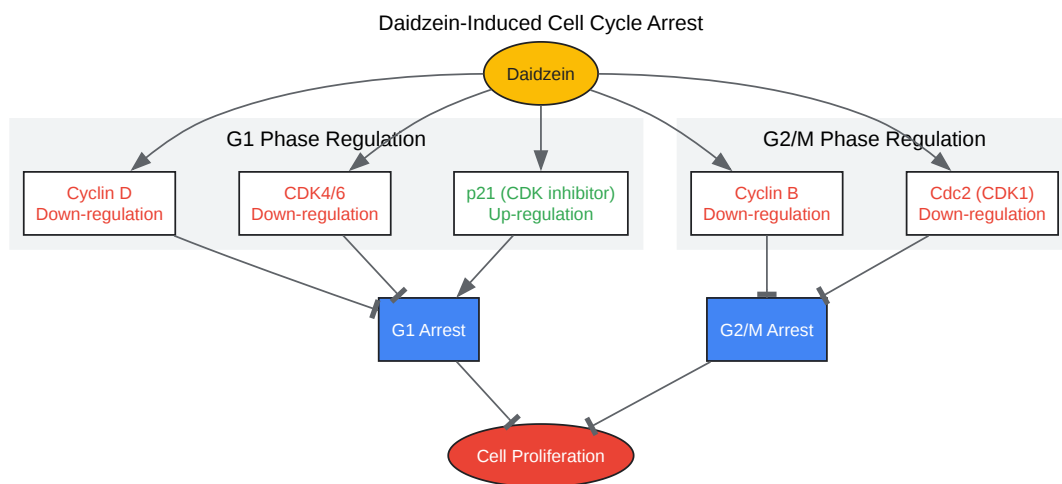 Daidzein-Induced Cell Cycle Arrest
Daidzein
G1 Phase Regulation
G2/M Phase Regulation
Cyclin D
Down-regulation
CDK4/6
Down-regulation
p21 (CDK inhibitor)
Up-regulation
Cyclin B
Down-regulation
Cdc2 (CDK1)
Down-regulation
G1 Arrest
G2/M Arrest
Cell Proliferation